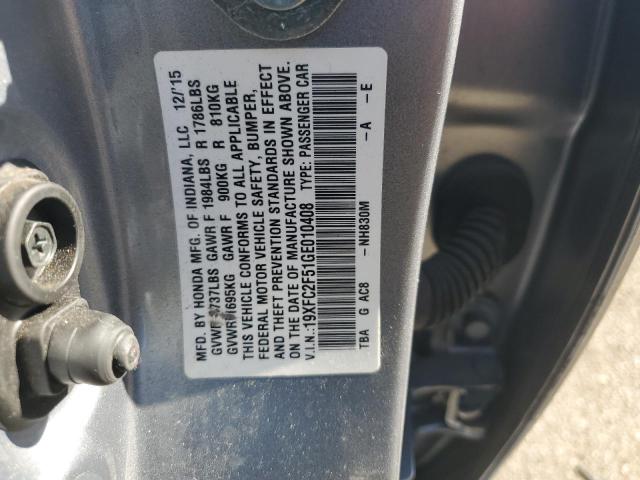 MFD. BY HONDA MFG. OF INDIANA, LLC 12/'15
737LBS GAWR F 1984LBS R 1786LBS
GVWR 1695KG GAWR F 900KG R 810KG
THIS VEHICLE CONFORMS TO ALL APPLICABLE
FEDERAL MOTOR VEHICLE SAFETY, BUMPER,
AND THEFT PREVENTION STANDARDS IN EFFECT
ON THE DATE OF MANUFACTURE SHOWN ABOVE.
V.I.N.:19XFC2F51GE010408 TYPE: PASSENGER CAR
TBA G AC8 – NH830M – A – E